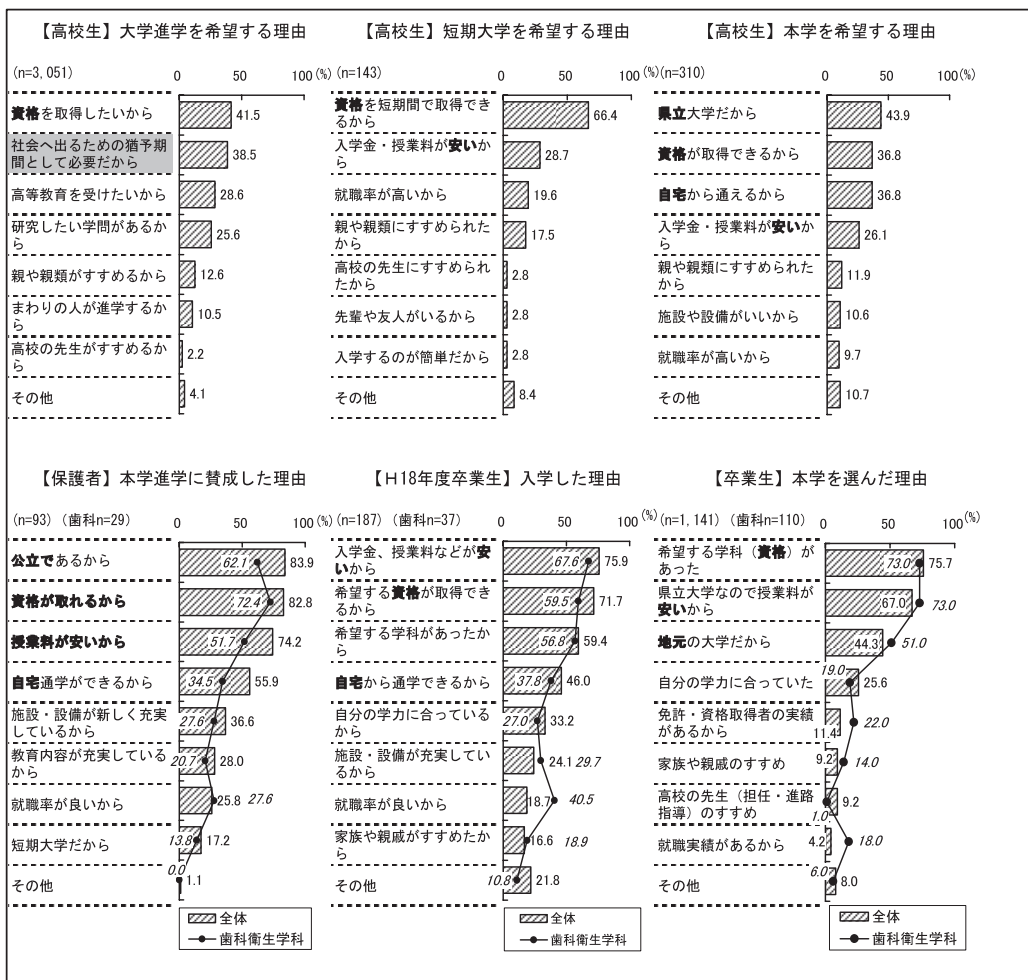 【高校生】大学進学を希望する理由
(n=3,051)
0 50 100 (%)
資格を取得したいから
41.5
社会へ出るための猶予期
間として必要だから
38.5
高等教育を受けたいから
28.6
研究したい学問があるか
ら
25.6
親や親類がすすめるから
12.6
まわりの人が進学するか
ら
10.5
高校の先生がすすめるか
ら
2.2
その他
4.1
【高校生】短期大学を希望する理由
(n=143)
0 50 100 (%)
資格を短期間で取得でき
るから
66.4
入学金・授業料が安いか
ら
28.7
就職率が高いから
19.6
親や親類にすすめられた
から
17.5
高校の先生にすすめられ
たから
2.8
先輩や友人がいるから
2.8
入学するのが簡単だから
2.8
その他
8.4
【高校生】本学を希望する理由
(n=310)
0 50 100 (%)
県立大学だから
43.9
資格が取得できるから
36.8
自宅から通えるから
36.8
入学金・授業料が安いか
ら
26.1
親や親類にすすめられた
から
11.9
施設や設備がいいから
10.6
就職率が高いから
9.7
その他
10.7
【保護者】本学進学に賛成した理由
(n=93) (歯科n=29)
0 50 100 (%)
公立であるから
62.1 83.9
資格が取れるから
72.4 82.8
授業料が安いから
51.7 74.2
自宅通学ができるから
34.5 55.9
施設・設備が新しく充実
しているから
27.6 36.6
教育内容が充実している
から
20.7 28.0
就職率が良いから
25.8 27.6
短期大学だから
13.8 17.2
その他
0.0 1.1
全体
歯科衛生学科
【H18年度卒業生】入学した理由
(n=187) (歯科n=37)
0 50 100 (%)
入学金、授業料などが安
いから
67.6 75.9
希望する資格が取得でき
るから
59.5 71.7
希望する学科があったか
ら
56.8 59.4
自宅から通学できるから
37.8 46.0
自分の学力に合っている
から
27.0 33.2
施設・設備が充実してい
るから
24.1 29.7
就職率が良いから
18.7 40.5
家族や親戚がすすめたか
ら
16.6 18.9
その他
10.8 21.8
全体
歯科衛生学科
【卒業生】本学を選んだ理由
(n=1,141) (歯科n=110)
0 50 100 (%)
希望する学科(資格)が
あった
73.0 75.7
県立大学なので授業料が
安いから
67.0 73.0
地元の大学だから
44.3 51.0
自分の学力に合っていた
19.0 25.6
免許・資格取得者の実績
があるから
11.4 22.0
家族や親戚のすすめ
9.2 14.0
高校の先生(担任・進路
指導)のすすめ
1.0 9.2
就職実績があるから
4.2 18.0
その他
6.0 8.0
全体
歯科衛生学科